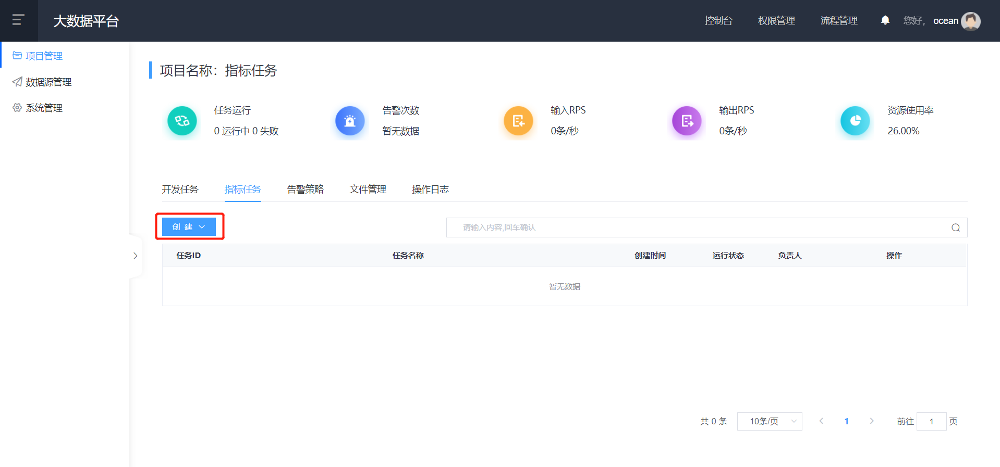 大数据平台
控制台 权限管理 流程管理 您好, ocean
项目管理
数据源管理
系统管理
项目名称：指标任务
任务运行
0 运行中 0 失败
告警次数
暂无数据
输入RPS
0条/秒
输出RPS
0条/秒
资源使用率
26.00%
开发任务 指标任务 告警策略 文件管理 操作日志
创 建
请输入内容,回车确认
任务ID 任务名称 创建时间 运行状态 负责人 操作
暂无数据
共 0 条 10条/页 1 前往 1 页